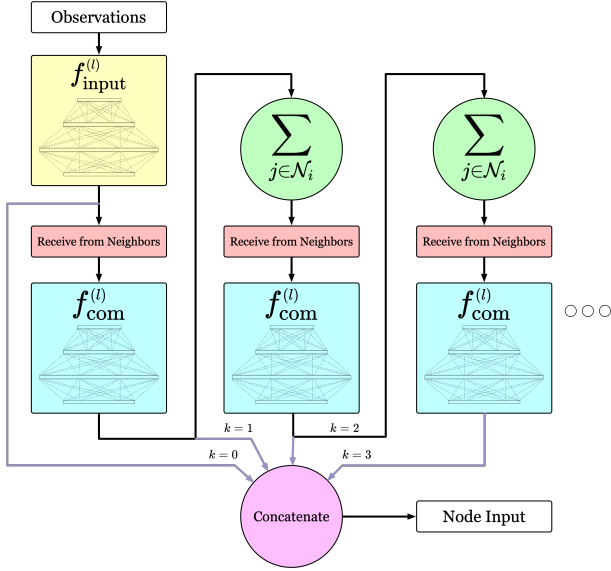 Observations
f_input^(l)
∑
j∈𝒩_i
∑
j∈𝒩_i
Receive from Neighbors
Receive from Neighbors
Receive from Neighbors
f_com^(l)
f_com^(l)
f_com^(l)
k = 1
k = 2
k = 0
k = 3
Concatenate
Node Input